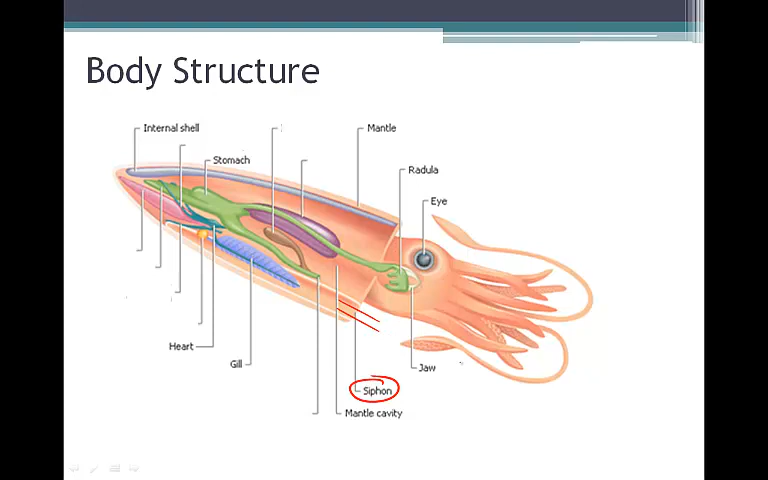 Body Structure
Internal shell
Mantle
Stomach
Radula
Eye
Heart
Gill
Jaw
Siphon
Mantle cavity